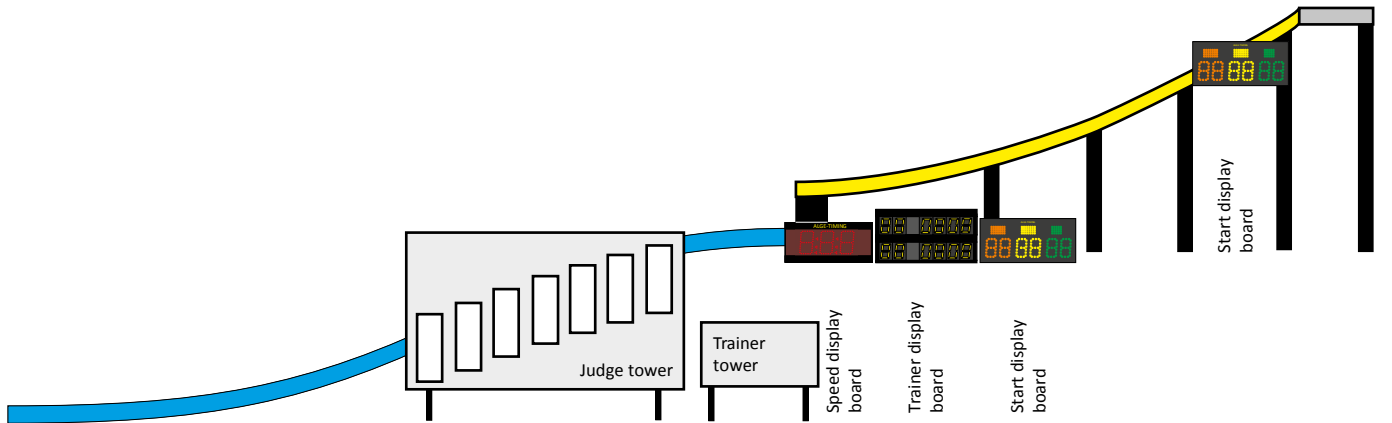 Start display
board
ALGE-TIMING
Judge tower
Trainer
tower
Speed display
board
Trainer display
board
Start display
board